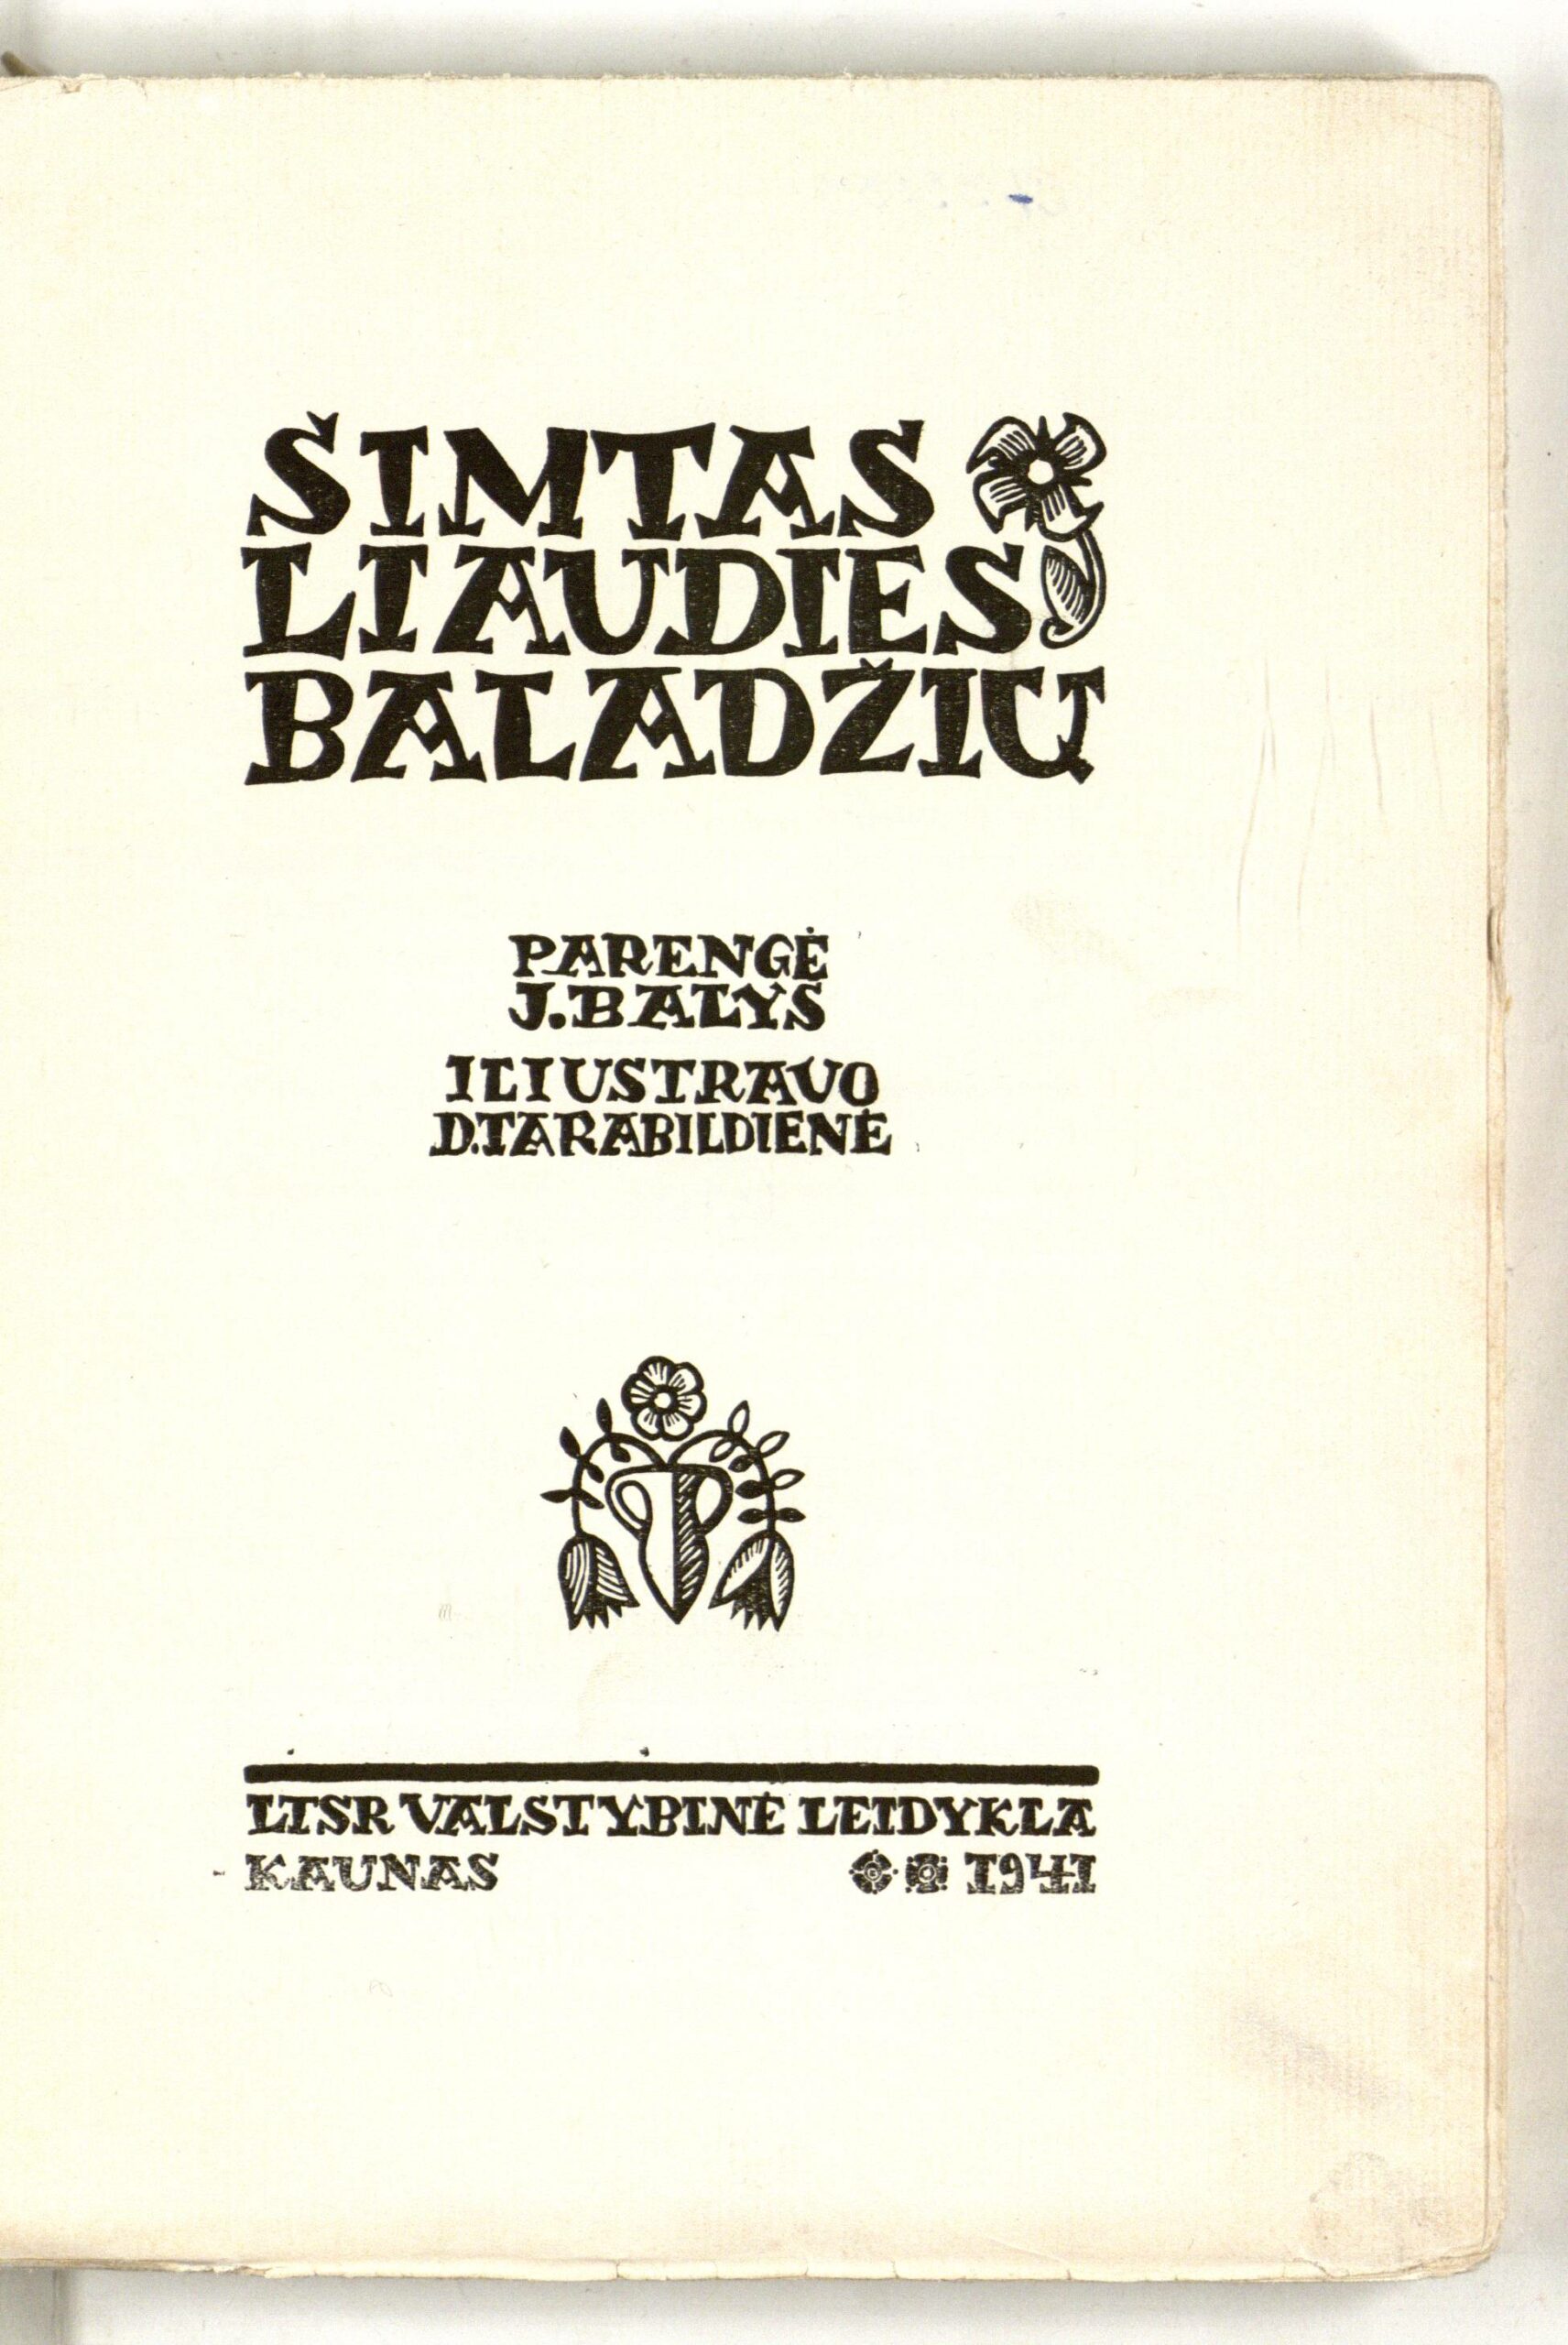 ŠIMTAS
LIAUDIES
BALADŽIŲ
PARENGĖ
J. BALYS
ILIUSTRAVO
D. TARABILDIENĖ
LTSR VALSTYBINĖ LEIDYKLA
KAUNAS 1941